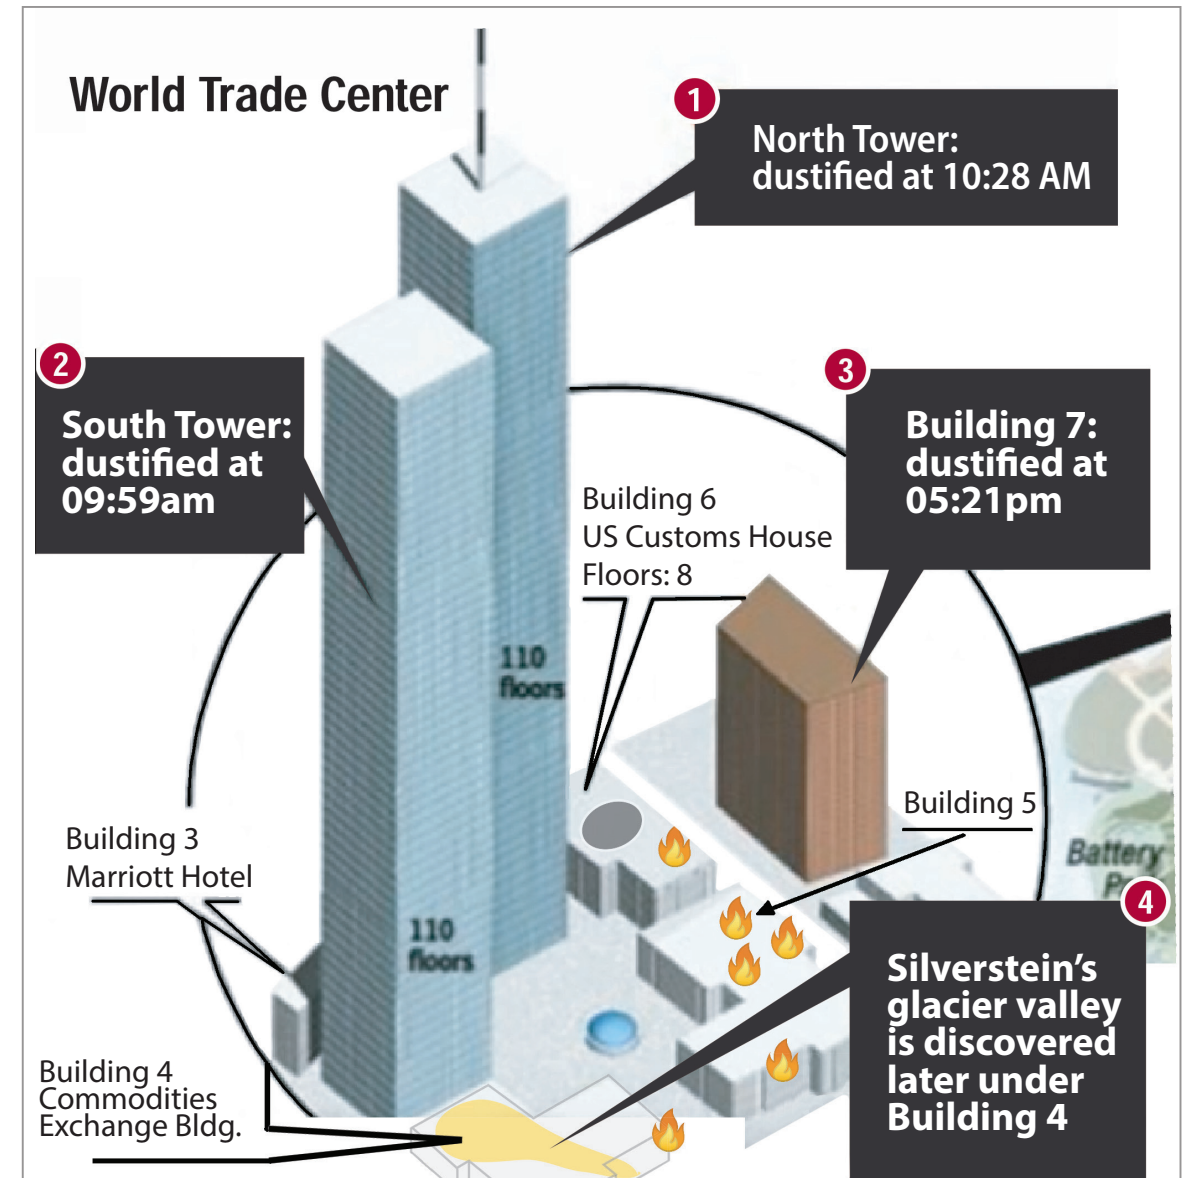 World Trade Center
1
North Tower:
dustified at 10:28 AM
2
South Tower:
dustified at
09:59am
3
Building 7:
dustified at
05:21pm
Building 6
US Customs House
Floors: 8
110
floors
Building 5
Building 3
Marriott Hotel
Battery
110
floors
4
Silverstein’s
glacier valley
is discovered
later under
Building 4
Building 4
Commodities
Exchange Bldg.